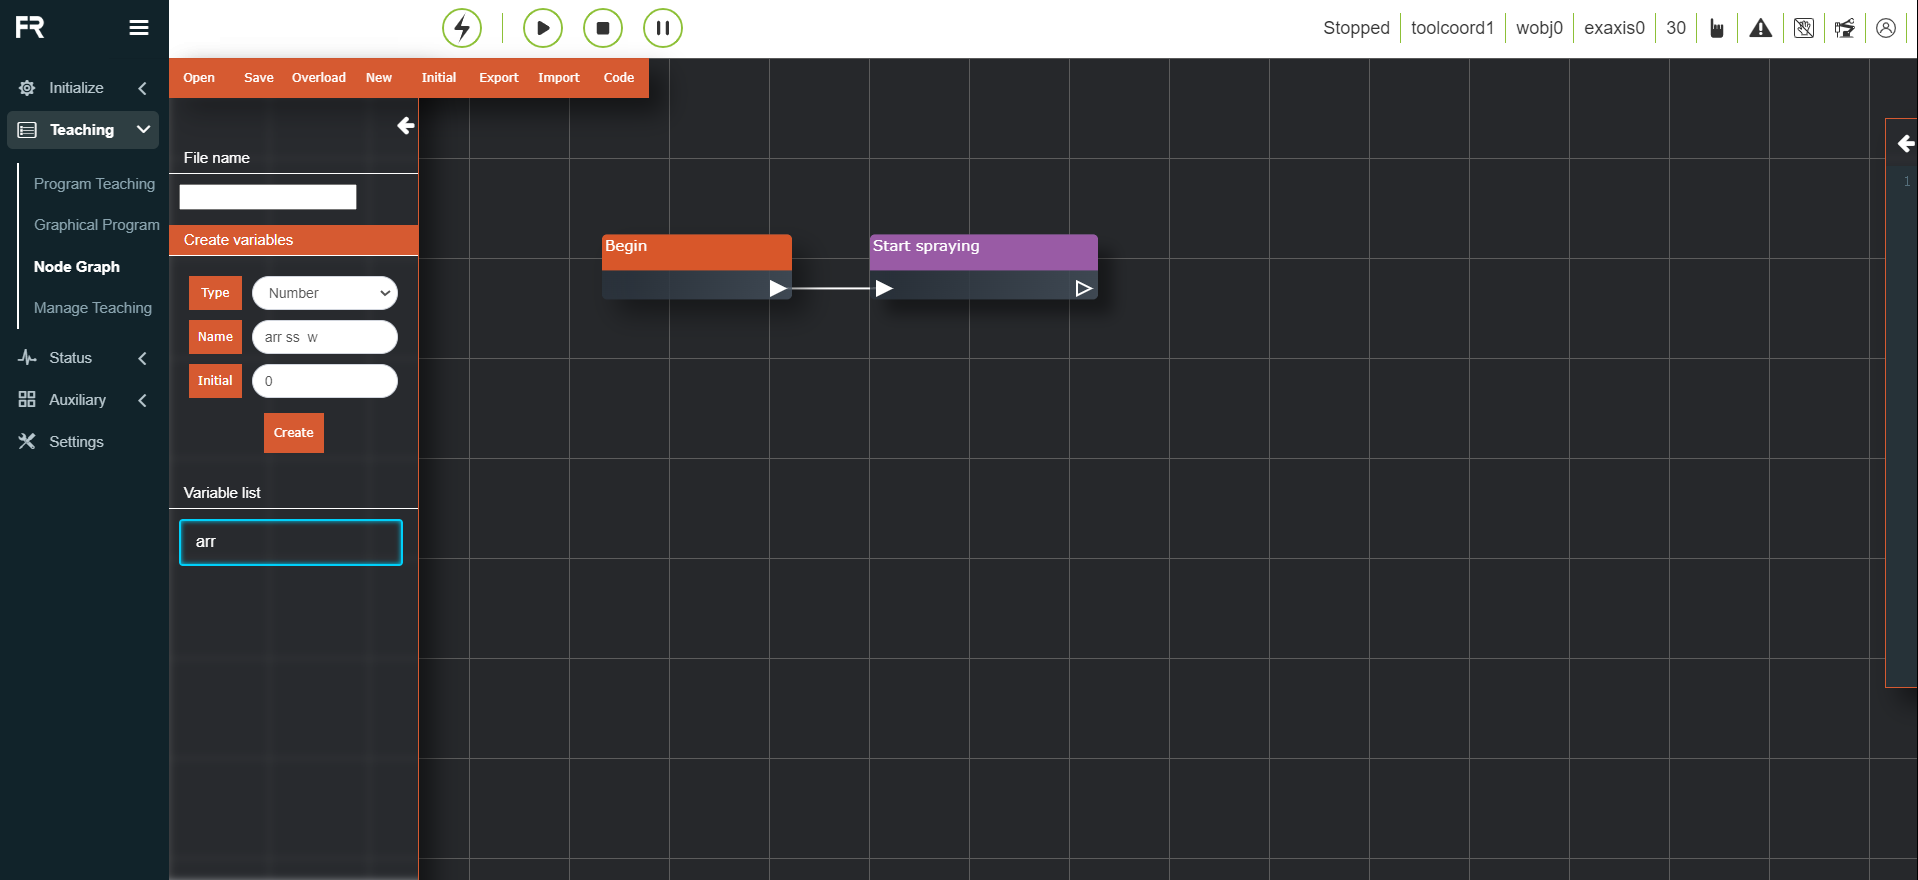 FR
Stopped
toolcoord1
wobj0
exaxis0
30
Open Save Overload New Initial Export Import Code
Initialize
Teaching
Program Teaching
Graphical Program
Node Graph
Manage Teaching
Status
Auxiliary
Settings
File name
Create variables
Type Number
Name arr ss  w
Initial 0
Create
Variable list
arr
Begin
Start spraying
1